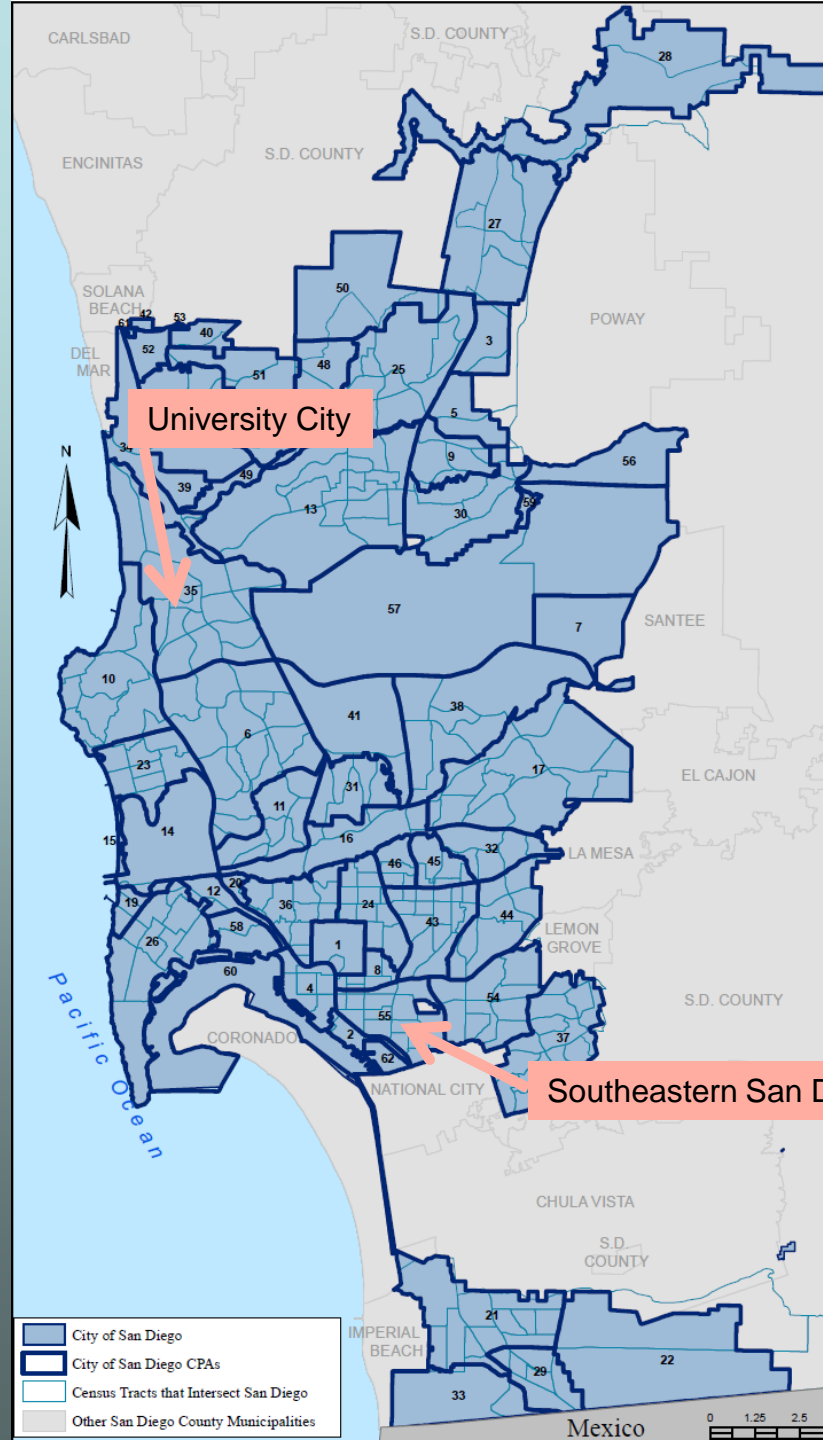 CARLSBAD
S.D. COUNTY
28
ENCINITAS
S.D. COUNTY
27
50
SOLANA
BEACH
42
53
61
40
POWAY
3
DEL
MAR
52
51
48
25
University City
5
34
N
9
56
39
49
13
30
59
35
57
7
SANTEE
10
41
38
6
23
17
EL CAJON
31
11
14
15
16
32
LA MESA
46
45
20
12
19
36
24
44
43
26
58
LEMON
GROVE
1
60
8
4
54
S.D. COUNTY
55
37
Pacific Ocean
CORONADO
2
62
NATIONAL CITY
Southeastern San D
CHULA VISTA
S.D.
COUNTY
21
IMPERIAL
BEACH
22
29
33
City of San Diego
City of San Diego CPAs
Census Tracts that Intersect San Diego
Other San Diego County Municipalities
Mexico
0 1.25 2.5